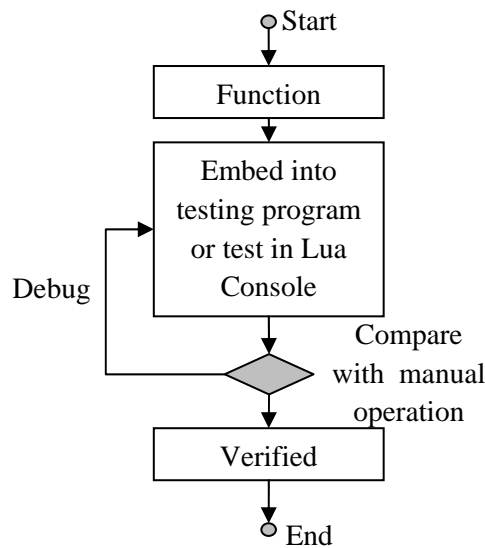 Start
Function
Embed into
testing program
or test in Lua
Console
Debug
Compare
with manual
operation
Verified
End